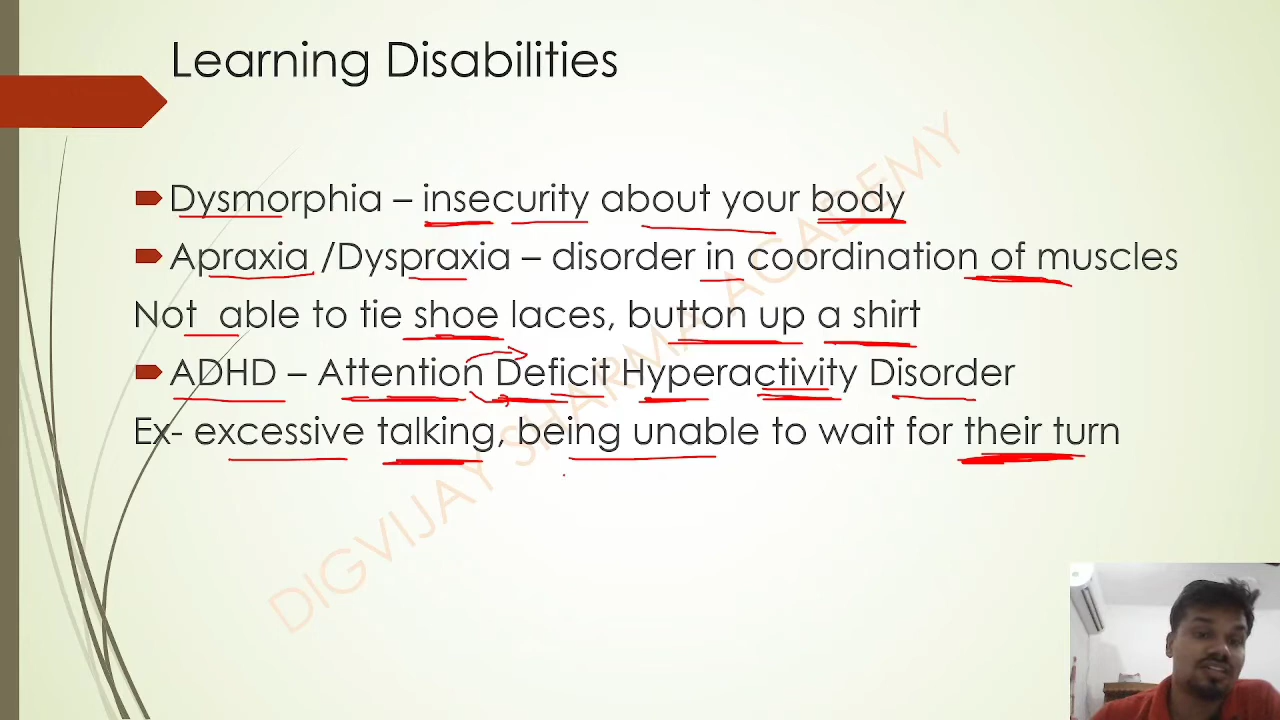 Learning Disabilities
Dysmorphia – insecurity about your body
Apraxia /Dyspraxia – disorder in coordination of muscles
Not able to tie shoe laces, button up a shirt
ADHD – Attention Deficit Hyperactivity Disorder
Ex- excessive talking, being unable to wait for their turn
DIGVIJAY SHARMA ACADEMY